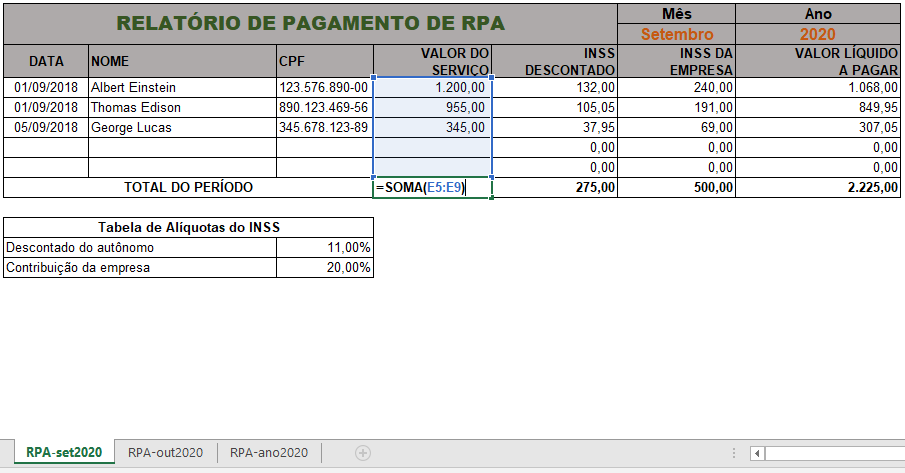 RELATÓRIO DE PAGAMENTO DE RPA Mês Ano
Setembro 2020
DATA NOME CPF VALOR DO SERVIÇO INSS DESCONTADO INSS DA EMPRESA VALOR LÍQUIDO A PAGAR
01/09/2018 Albert Einstein 123.576.890-00 1.200,00 132,00 240,00 1.068,00
01/09/2018 Thomas Edison 890.123.469-56 955,00 105,05 191,00 849,95
05/09/2018 George Lucas 345.678.123-89 345,00 37,95 69,00 307,05
0,00 0,00 0,00
0,00 0,00 0,00
TOTAL DO PERÍODO =SOMA(E5:E9) 275,00 500,00 2.225,00
Tabela de Alíquotas do INSS
Descontado do autônomo 11,00%
Contribuição da empresa 20,00%
RPA-set2020 RPA-out2020 RPA-ano2020